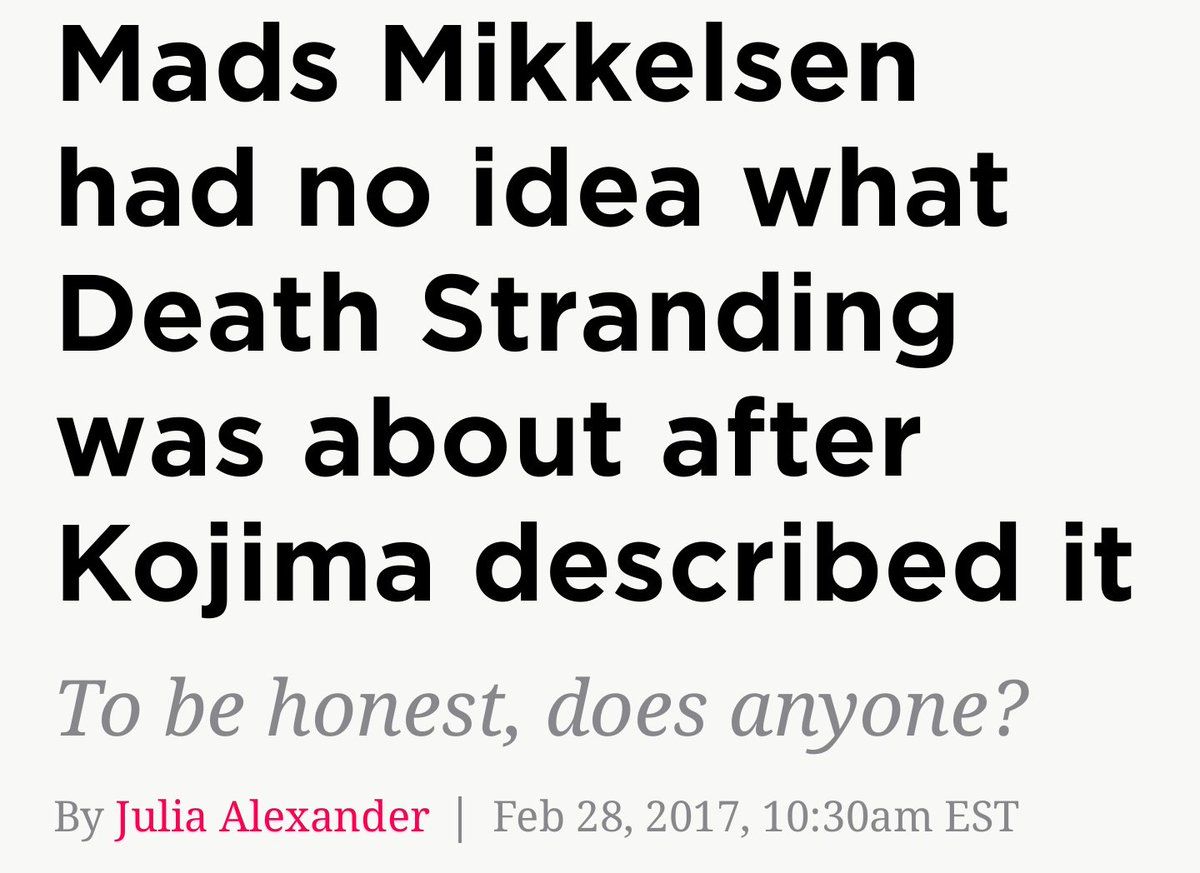 Mads Mikkelsen
had no idea what
Death Stranding
was about after
Kojima described it
To be honest, does anyone?
By Julia Alexander | Feb 28, 2017, 10:30am EST